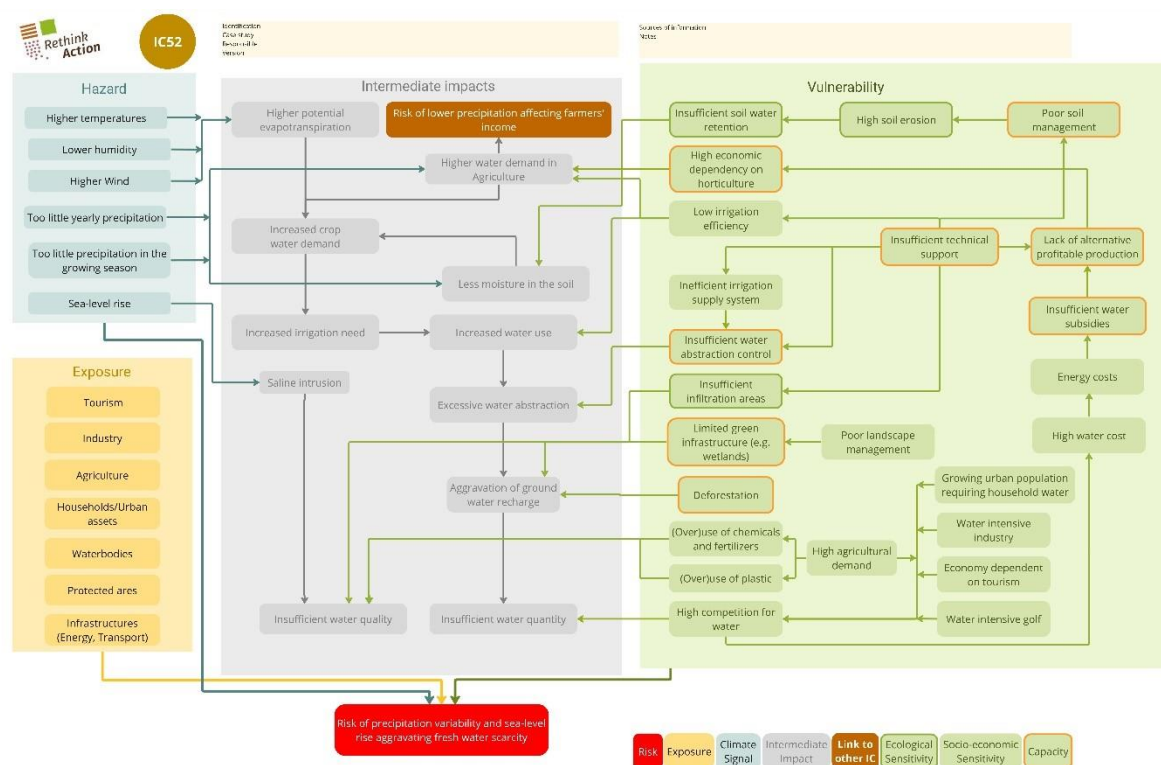 Rethink
Action
IC52
Identification
Case study
Responsible
Version
Sources of information
Notes
Hazard
Higher temperatures
Lower humidity
Higher Wind
Too little yearly precipitation
Too little precipitation in the
growing season
Sea-level rise
Exposure
Tourism
Industry
Agriculture
Households/Urban
assets
Waterbodies
Protected ares
Infrastructures
(Energy, Transport)
Intermediate impacts
Higher potential
evapotranspiration
Risk of lower precipitation affecting farmers'
income
Higher water demand in
Agriculture
Increased crop
water demand
Less moisture in the soil
Increased irrigation need
Increased water use
Saline intrusion
Excessive water abstraction
Aggravation of ground
water recharge
Insufficient water quality
Insufficient water quantity
Vulnerability
Insufficient soil water
retention
High soil erosion
Poor soil
management
High economic
dependency on
horticulture
Low irrigation
efficiency
Insufficient technical
support
Lack of alternative
profitable production
Inefficient irrigation
supply system
Insufficient water
subsidies
Insufficient water
abstraction control
Energy costs
Insufficient
infiltration areas
Limited green
infrastructure (e.g.
wetlands)
Poor landscape
management
High water cost
Deforestation
Growing urban population
requiring household water
(Over)use of chemicals
and fertilizers
High agricultural
demand
Water intensive
industry
(Over)use of plastic
Economy dependent
on tourism
High competition for
water
Water intensive golf
Risk of precipitation variability and sea-level
rise aggravating fresh water scarcity
Risk
Exposure
Climate
Signal
Intermediate
Impact
Link to
other IC
Ecological
Sensitivity
Socio-economic
Sensitivity
Capacity